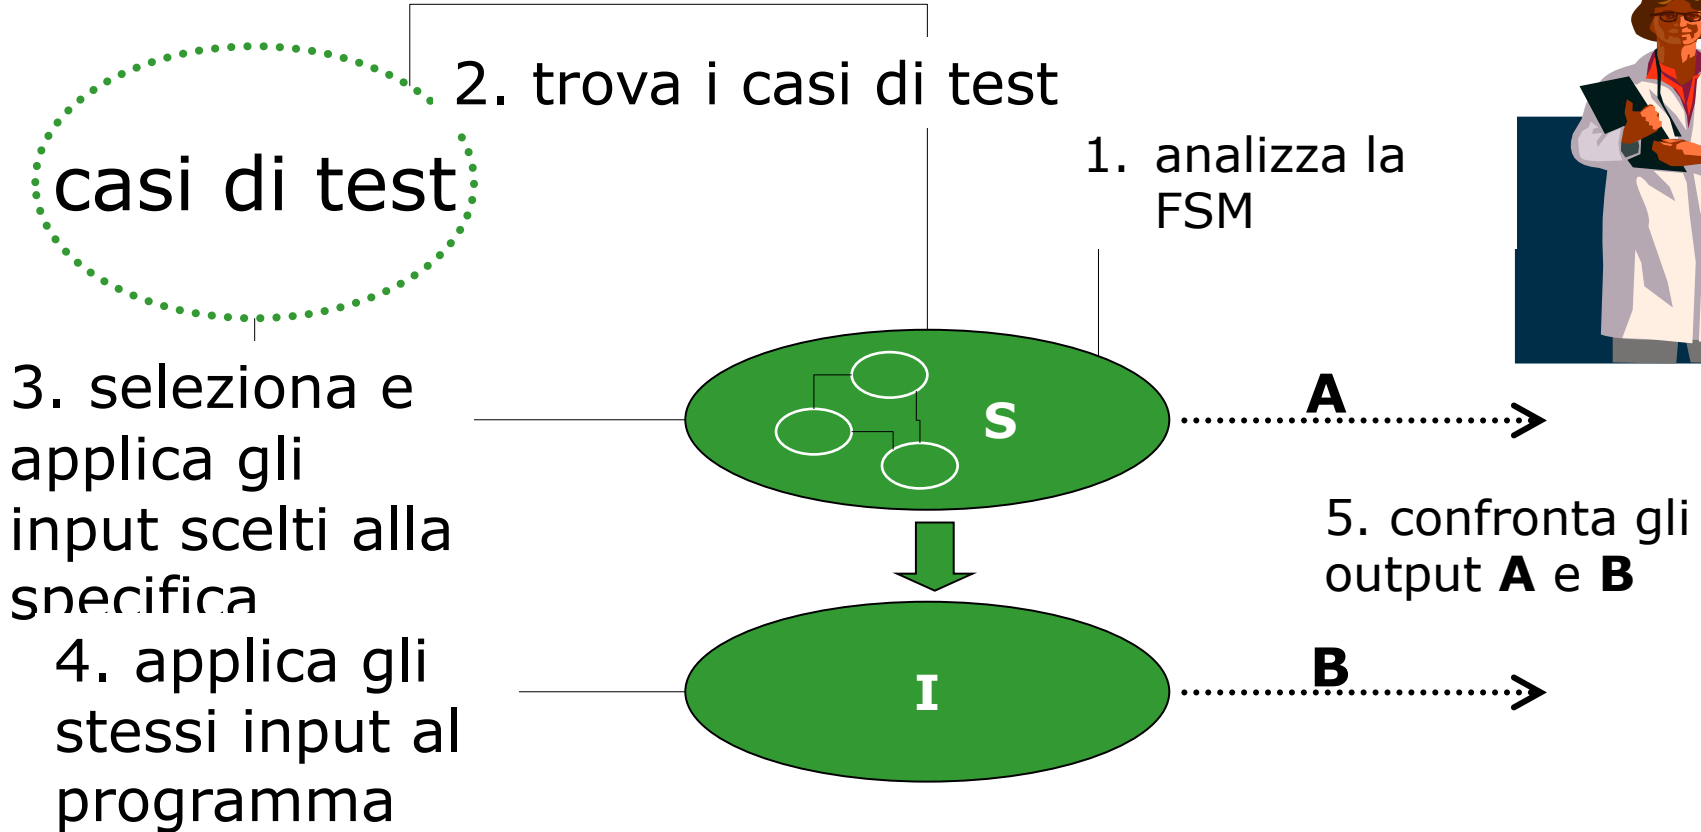 2. trova i casi di test
casi di test
1. analizza la
FSM
3. seleziona e
applica gli
input scelti alla
specifica
S
A
5. confronta gli
output A e B
4. applica gli
stessi input al
programma
I
B